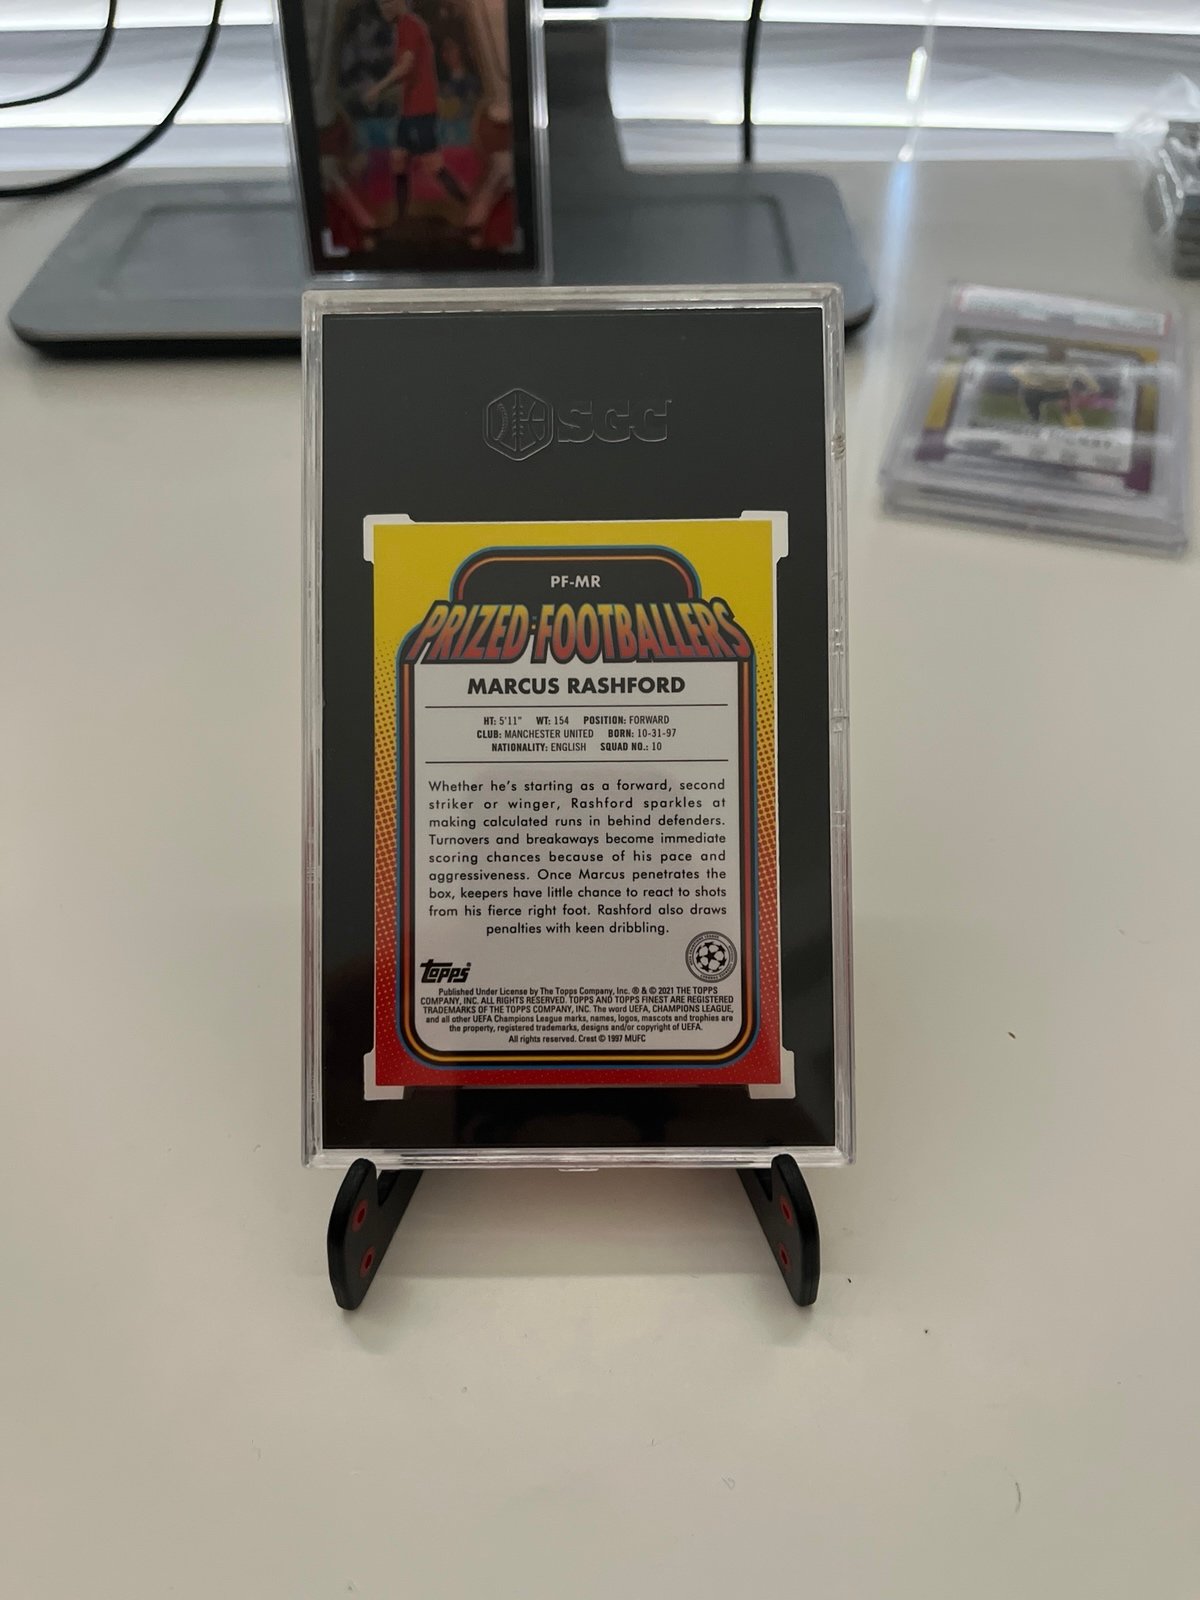 SGC
PF-MR
PRIZED FOOTBALLERS
MARCUS RASHFORD
HT: 5'11" WT: 154 POSITION: FORWARD
CLUB: MANCHESTER UNITED BORN: 10-31-97
NATIONALITY: ENGLISH SQUAD NO.: 10
Whether he's starting as a forward, second
striker or winger, Rashford sparkles at
making calculated runs in behind defenders.
Turnovers and breakaways become immediate
scoring chances because of his pace and
aggressiveness. Once Marcus penetrates the
box, keepers have little chance to react to shots
from his fierce right foot. Rashford also draws
penalties with keen dribbling.
Topps®
Published Under License by The Topps Company, Inc. ® & © 2021 THE TOPPS
COMPANY, INC. ALL RIGHTS RESERVED. TOPPS AND TOPPS FINEST ARE REGISTERED
TRADEMARKS OF THE TOPPS COMPANY, INC. The word UEFA, CHAMPIONS LEAGUE,
and all other UEFA Champions League marks, names, logos, mascots and trophies are
the property, registered trademarks, designs and/or copyright of UEFA.
All rights reserved. Crest © 1997 MUFC